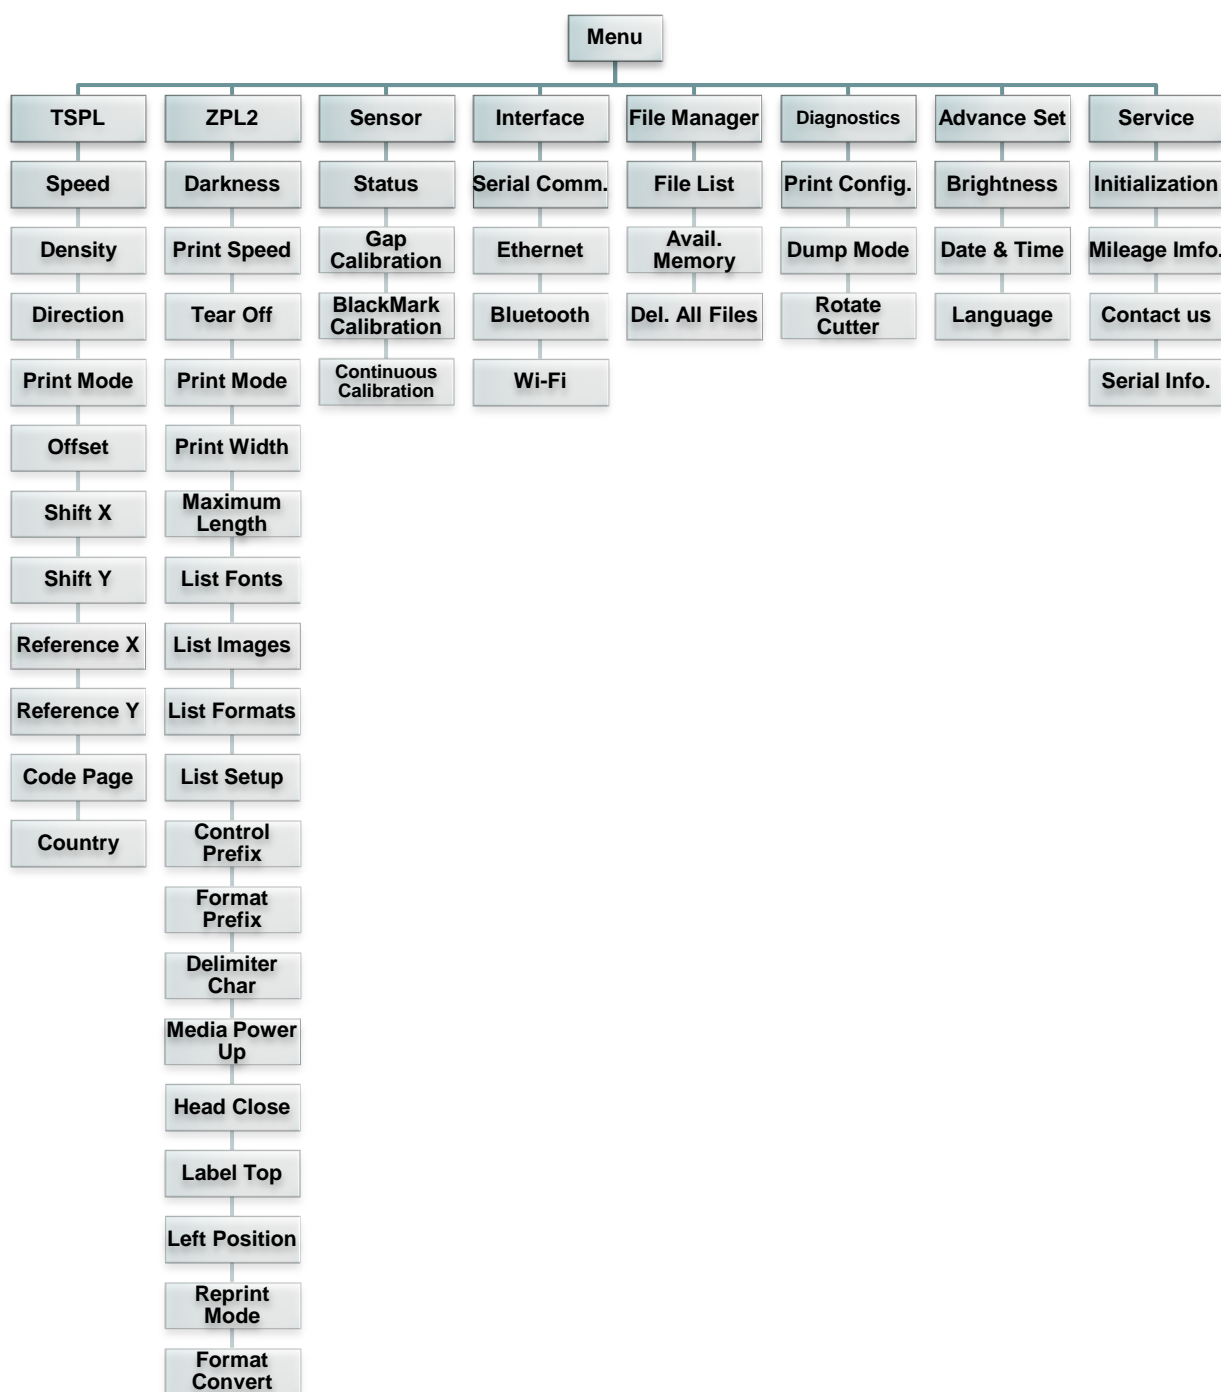 Menu
TSPL
Speed
Density
Direction
Print Mode
Offset
Shift X
Shift Y
Reference X
Reference Y
Code Page
Country
ZPL2
Darkness
Print Speed
Tear Off
Print Mode
Print Width
Maximum
Length
List Fonts
List Images
List Formats
List Setup
Control
Prefix
Format
Prefix
Delimiter
Char
Media Power
Up
Head Close
Label Top
Left Position
Reprint
Mode
Format
Convert
Sensor
Status
Gap
Calibration
BlackMark
Calibration
Continuous
Calibration
Interface
Serial Comm.
Ethernet
Bluetooth
Wi-Fi
File Manager
File List
Avail.
Memory
Del. All Files
Diagnostics
Print Config.
Dump Mode
Rotate
Cutter
Advance Set
Brightness
Date & Time
Language
Service
Initialization
Mileage Imfo.
Contact us
Serial Info.